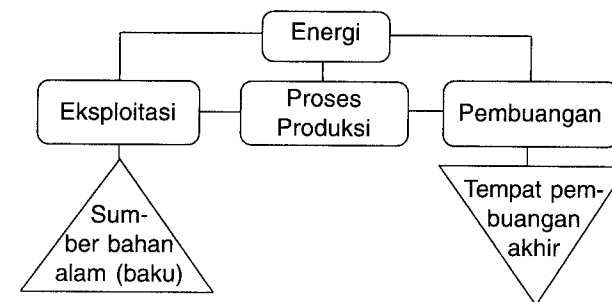 Energi
Eksploitasi
Proses
Produksi
Pembuangan
Sum-
ber bahan
alam (baku)
Tempat pem-
buangan
akhir